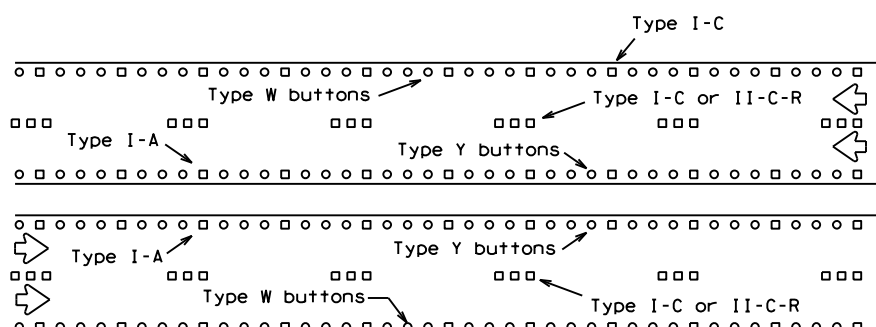 Type I-C
Type W buttons
Type I-C or II-C-R
Type I-A
Type Y buttons
Type I-A
Type Y buttons
Type W buttons
Type I-C or II-C-R